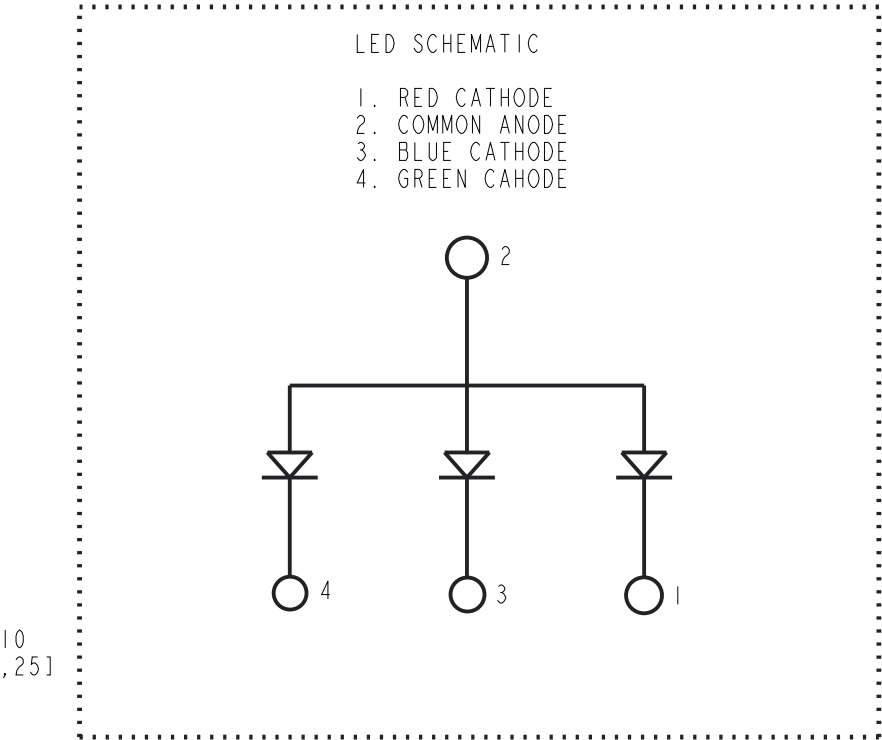 LED SCHEMATIC
1. RED CATHODE
2. COMMON ANODE
3. BLUE CATHODE
4. GREEN CAHODE
2
4
3
1
10
,25]